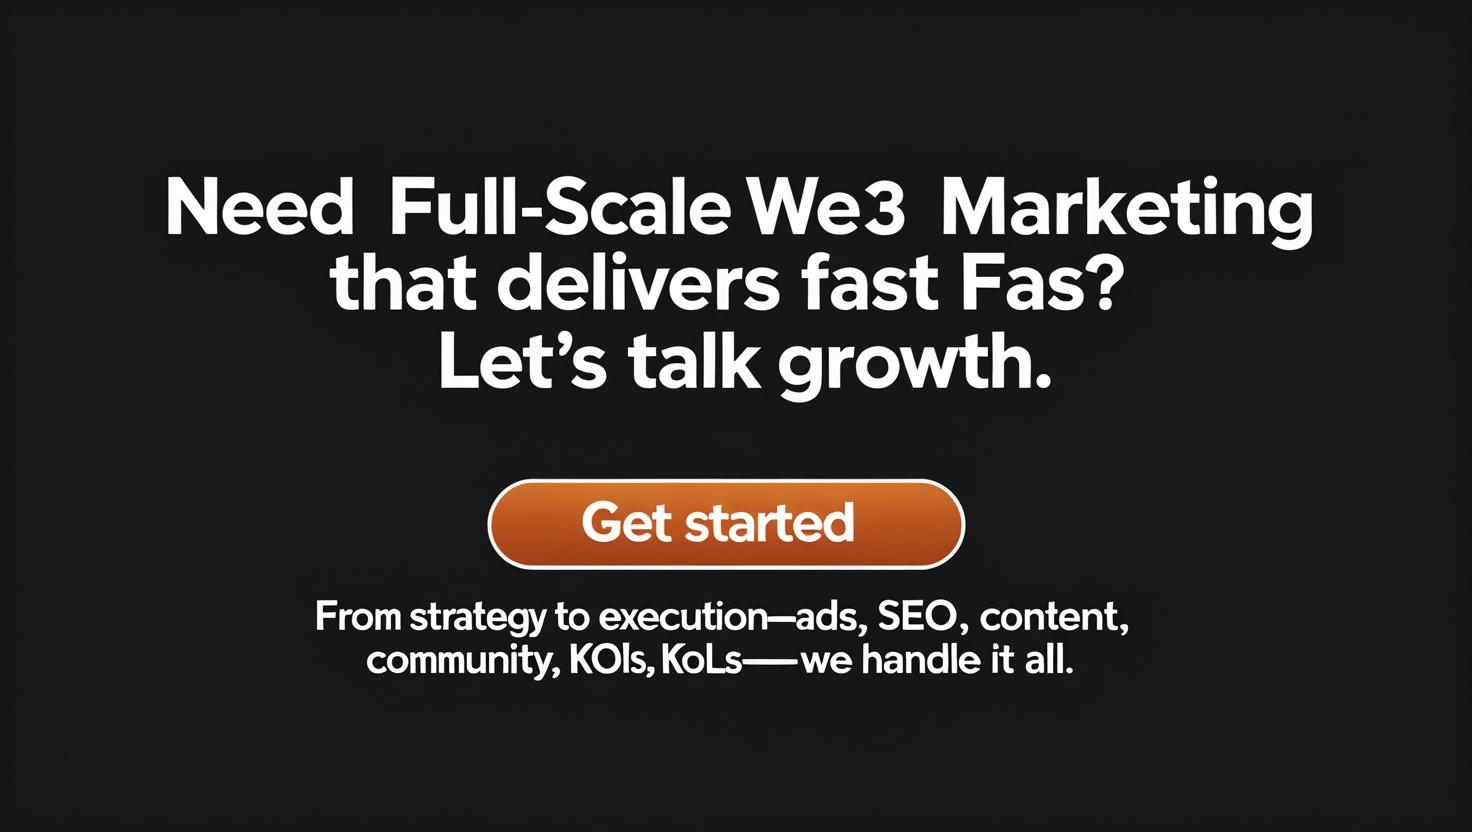 Need Full-Scale We3 Marketing
that delivers fast Fas?
Let’s talk growth.
Get started
From strategy to execution—ads, SEO, content,
community, KOls, KoLs—we handle it all.